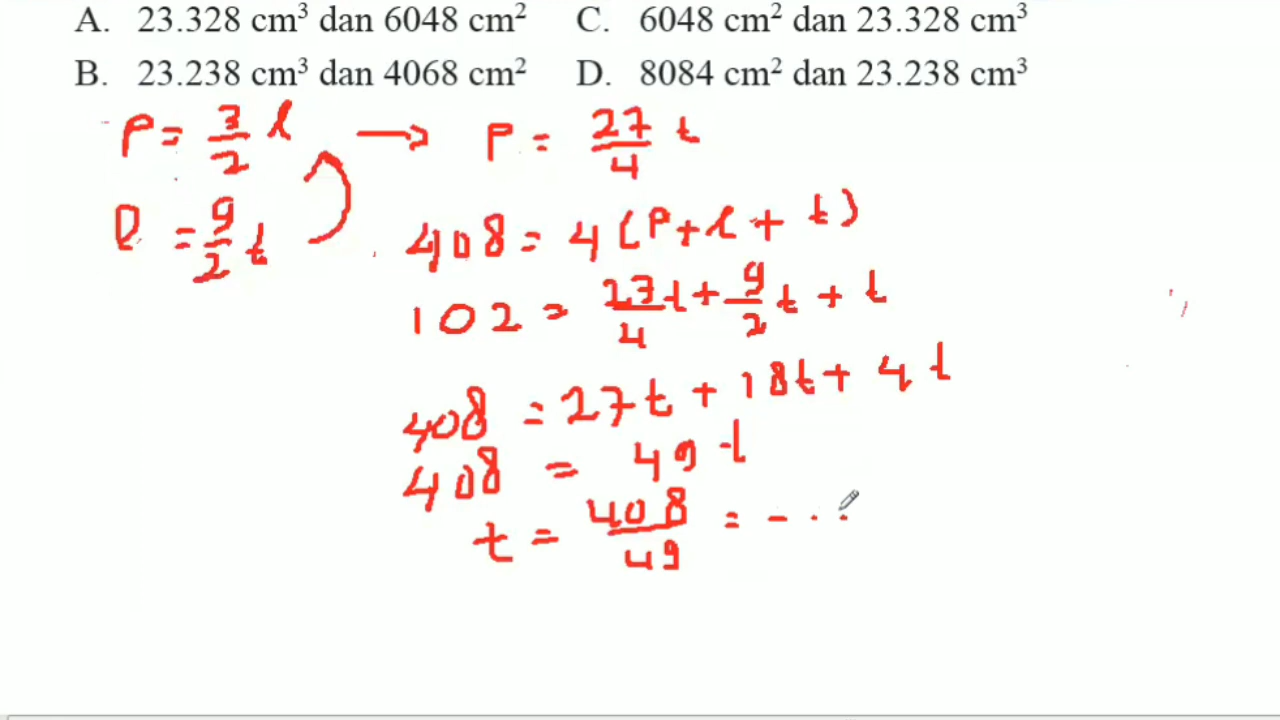 A. 23.328 cm³ dan 6048 cm² C. 6048 cm² dan 23.328 cm³
B. 23.238 cm³ dan 4068 cm² D. 8084 cm² dan 23.238 cm³
P = 3/2 l → P = 27/4 t
l = 9/2 t
408 = 4 (P + l + t)
102 = 27/4 t + 9/2 t + t
408 = 27t + 18t + 4t
408 = 49 t
t = 408/49 = - . .